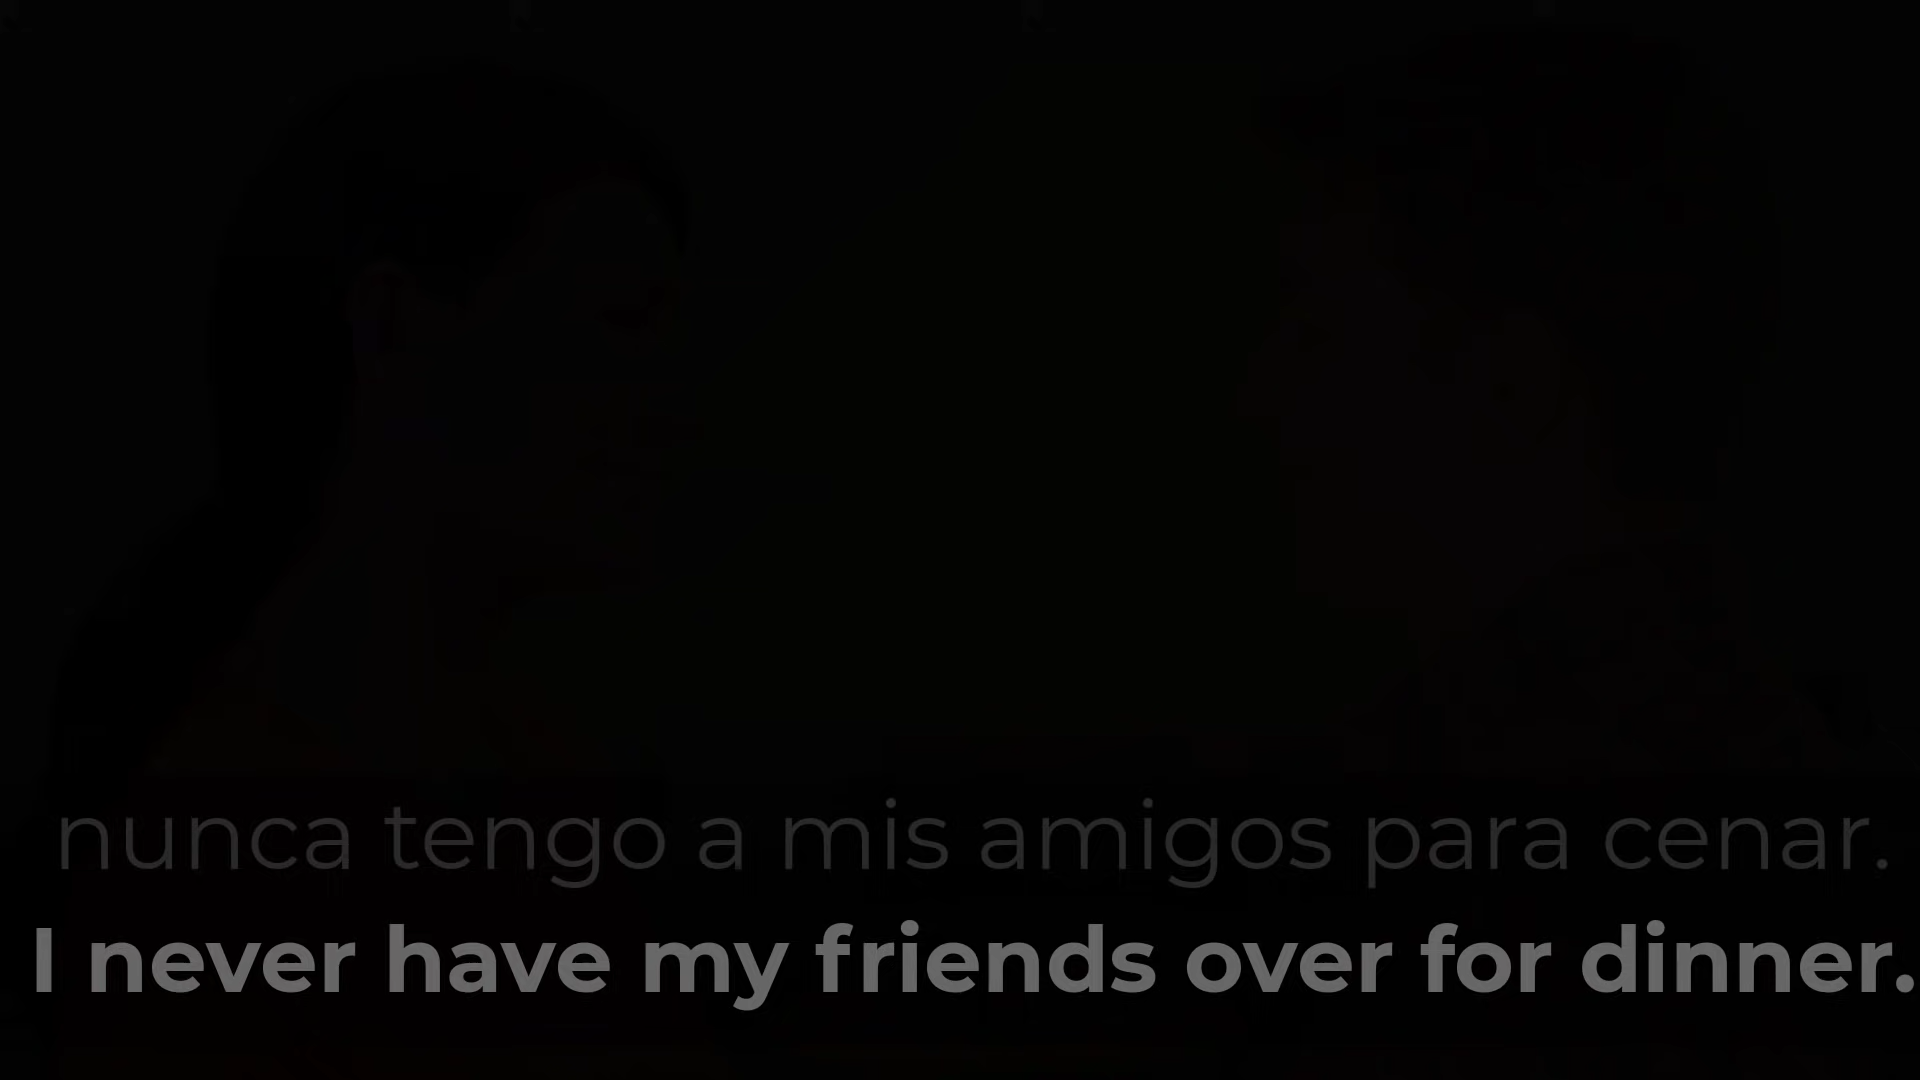 nunca tengo a mis amigos para cenar.
I never have my friends over for dinner.